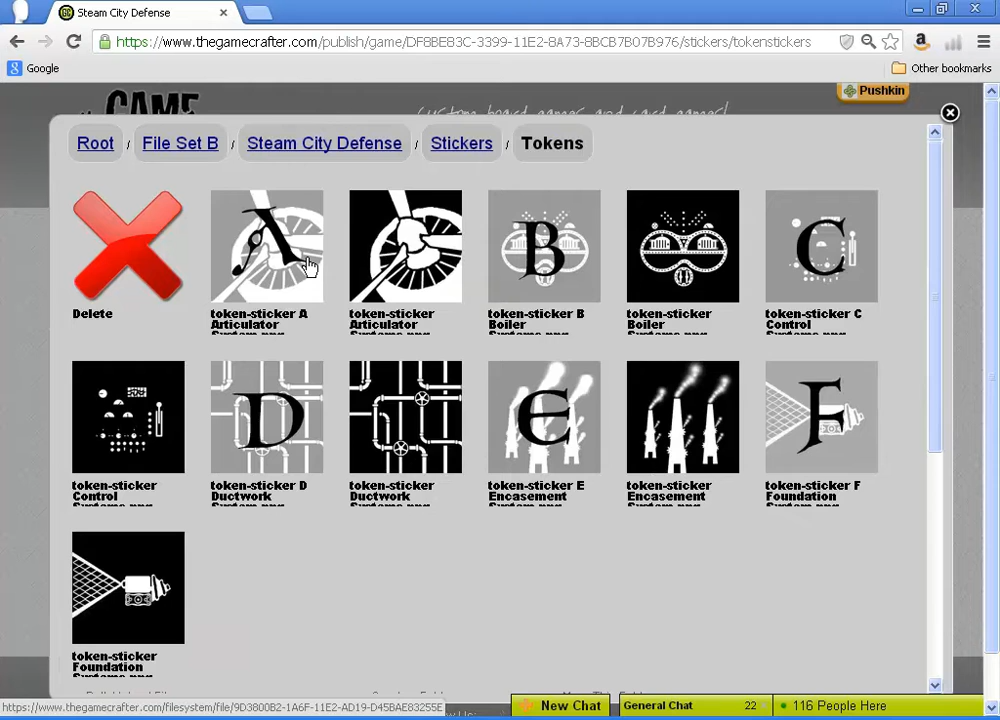 Steam City Defense
https://www.thegamecrafter.com/publish/game/DF8BE83C-3399-11E2-8A73-8BCB7B07B976/stickers/tokenstickers
Google
Other bookmarks
GAME
custom board games and card games!
Pushkin
Root / File Set B / Steam City Defense / Stickers / Tokens
A
B
C
Delete
token-sticker A
Articulator
token-sticker
Articulator
token-sticker B
Boiler
token-sticker
Boiler
token-sticker C
Control
D
E
F
token-sticker
Control
token-sticker D
Ductwork
token-sticker
Ductwork
token-sticker E
Encasement
token-sticker
Encasement
token-sticker F
Foundation
token-sticker
Foundation
https://www.thegamecrafter.com/filesystem/file/9D3800B2-1A6F-11E2-AD19-D45BAE83255E
New Chat
General Chat 22
116 People Here